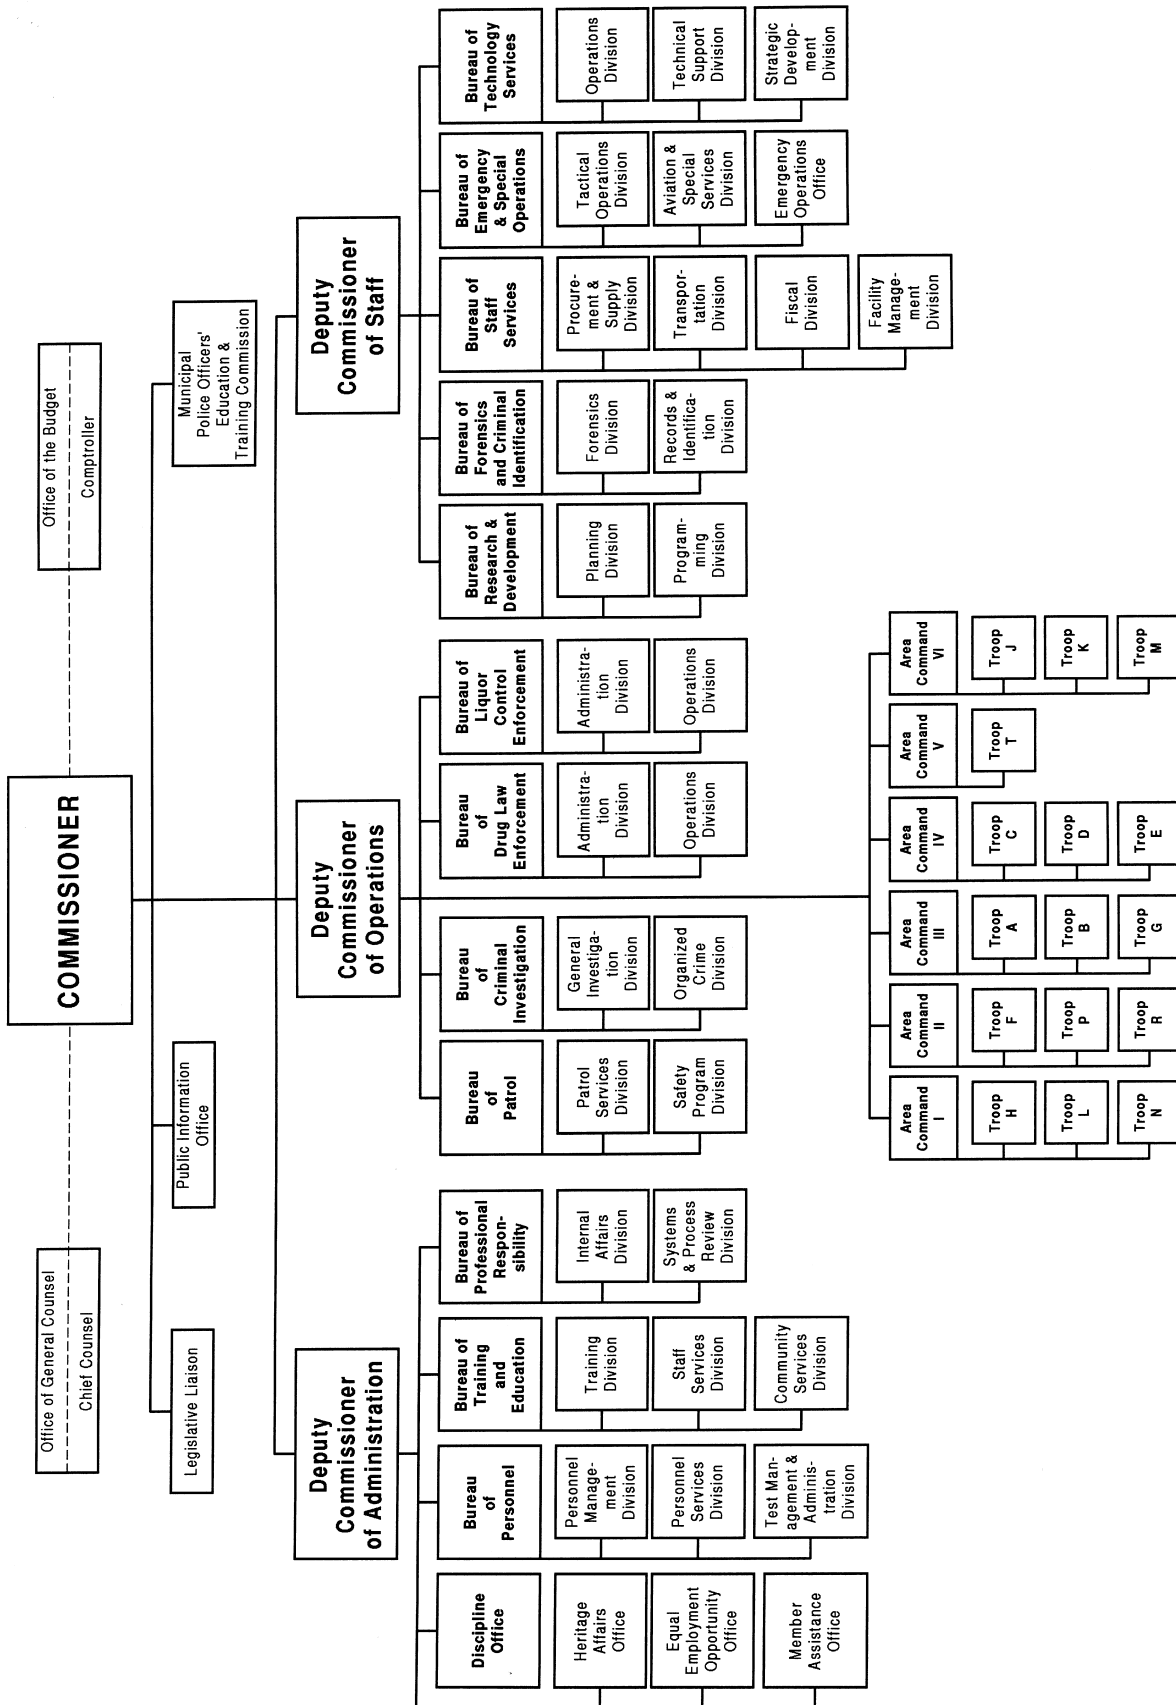 Office of General Counsel
Chief Counsel
COMMISSIONER
Office of the Budget
Comptroller
Legislative Liaison
Public Information
Office
Municipal
Police Officers'
Education &
Training Commission
Deputy
Commissioner
of Administration
Deputy
Commissioner
of Operations
Deputy
Commissioner
of Staff
Discipline
Office
Heritage
Affairs
Office
Equal
Employment
Opportunity
Office
Member
Assistance
Office
Bureau
of
Personnel
Personnel
Manage-
ment
Division
Personnel
Services
Division
Test Man-
agement &
Adminis-
tration
Division
Bureau of
Training
and
Education
Training
Division
Staff
Services
Division
Community
Services
Division
Bureau of
Professional
Respon-
sibility
Internal
Affairs
Division
Systems
& Process
Review
Division
Bureau
of
Patrol
Patrol
Services
Division
Safety
Program
Division
Bureau
of
Criminal
Investigation
General
Investiga-
tion
Division
Organized
Crime
Division
Bureau
of
Drug Law
Enforcement
Administra-
tion
Division
Operations
Division
Bureau of
Liquor
Control
Enforcement
Administra-
tion
Division
Operations
Division
Area
Command
I
Troop
H
Troop
L
Troop
N
Area
Command
II
Troop
F
Troop
P
Troop
R
Area
Command
III
Troop
A
Troop
B
Troop
G
Area
Command
IV
Troop
C
Troop
D
Troop
E
Area
Command
V
Troop
T
Area
Command
VI
Troop
J
Troop
K
Troop
M
Bureau of
Research &
Development
Planning
Division
Program-
ming
Division
Bureau of
Forensics
and Criminal
Identification
Forensics
Division
Records &
Identifica-
tion
Division
Bureau of
Staff
Services
Procure-
ment &
Supply
Division
Transpor-
tation
Division
Fiscal
Division
Facility
Manage-
ment
Division
Bureau of
Emergency
& Special
Operations
Tactical
Operations
Division
Aviation &
Special
Services
Division
Emergency
Operations
Office
Bureau of
Technology
Services
Operations
Division
Technical
Support
Division
Strategic
Develop-
ment
Division